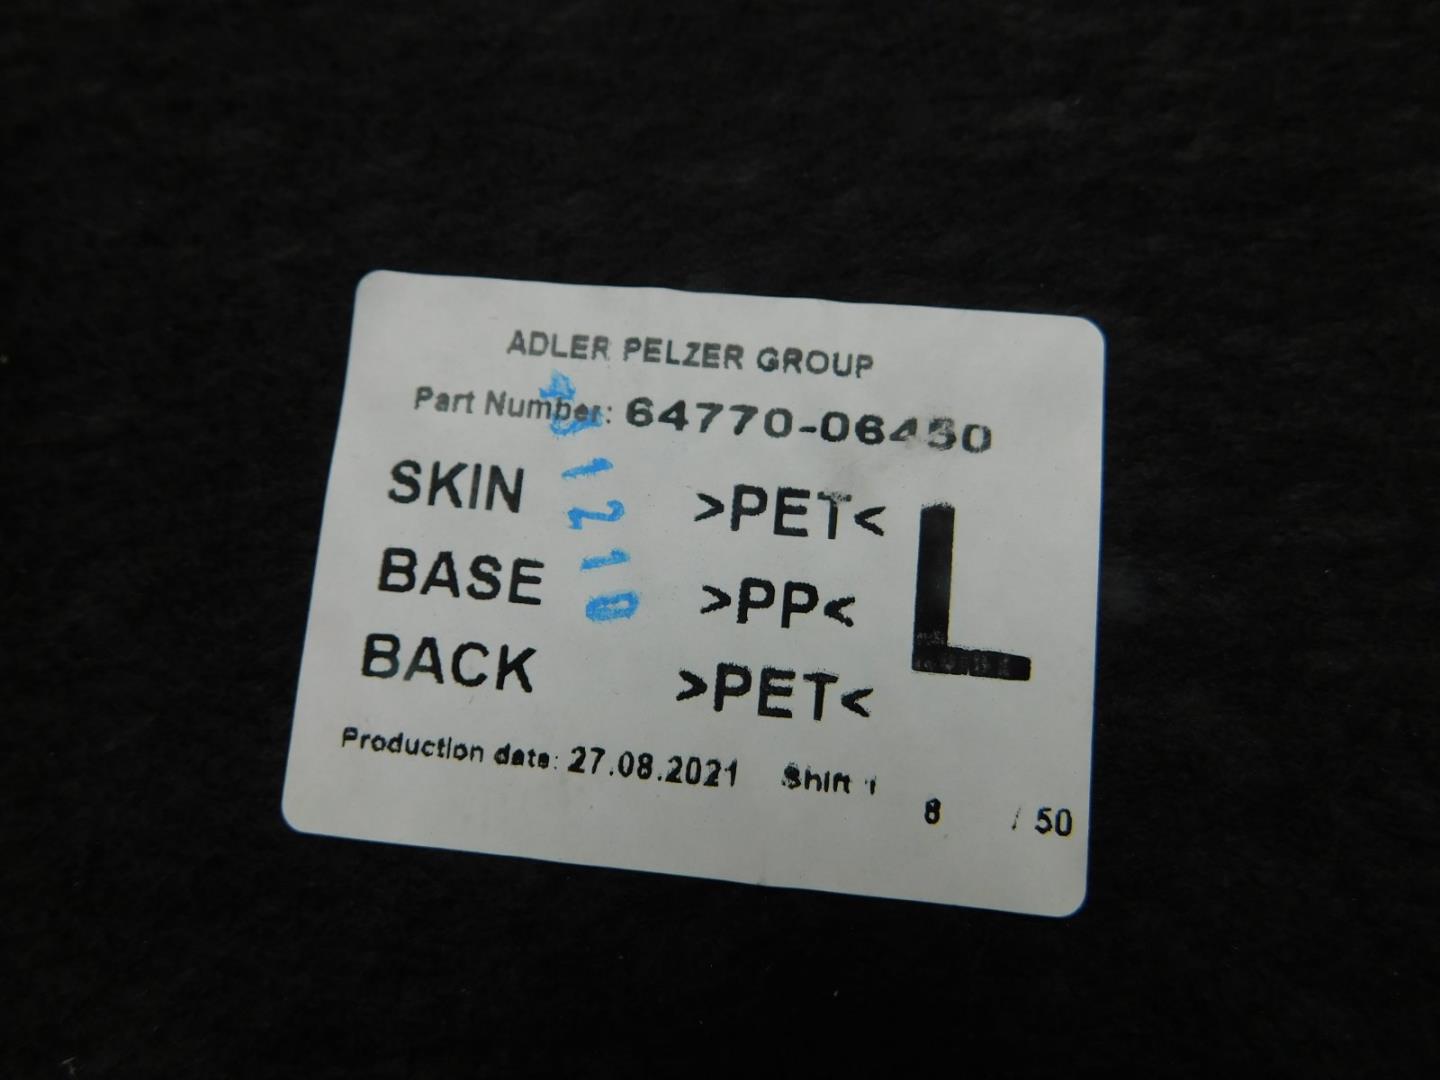 ADLER PELZER GROUP
Part Number: 64770-06450
SKIN >PET<
BASE >PP<
BACK >PET<
L
Production date: 27.08.2021 Shift 1
8 / 50
1210